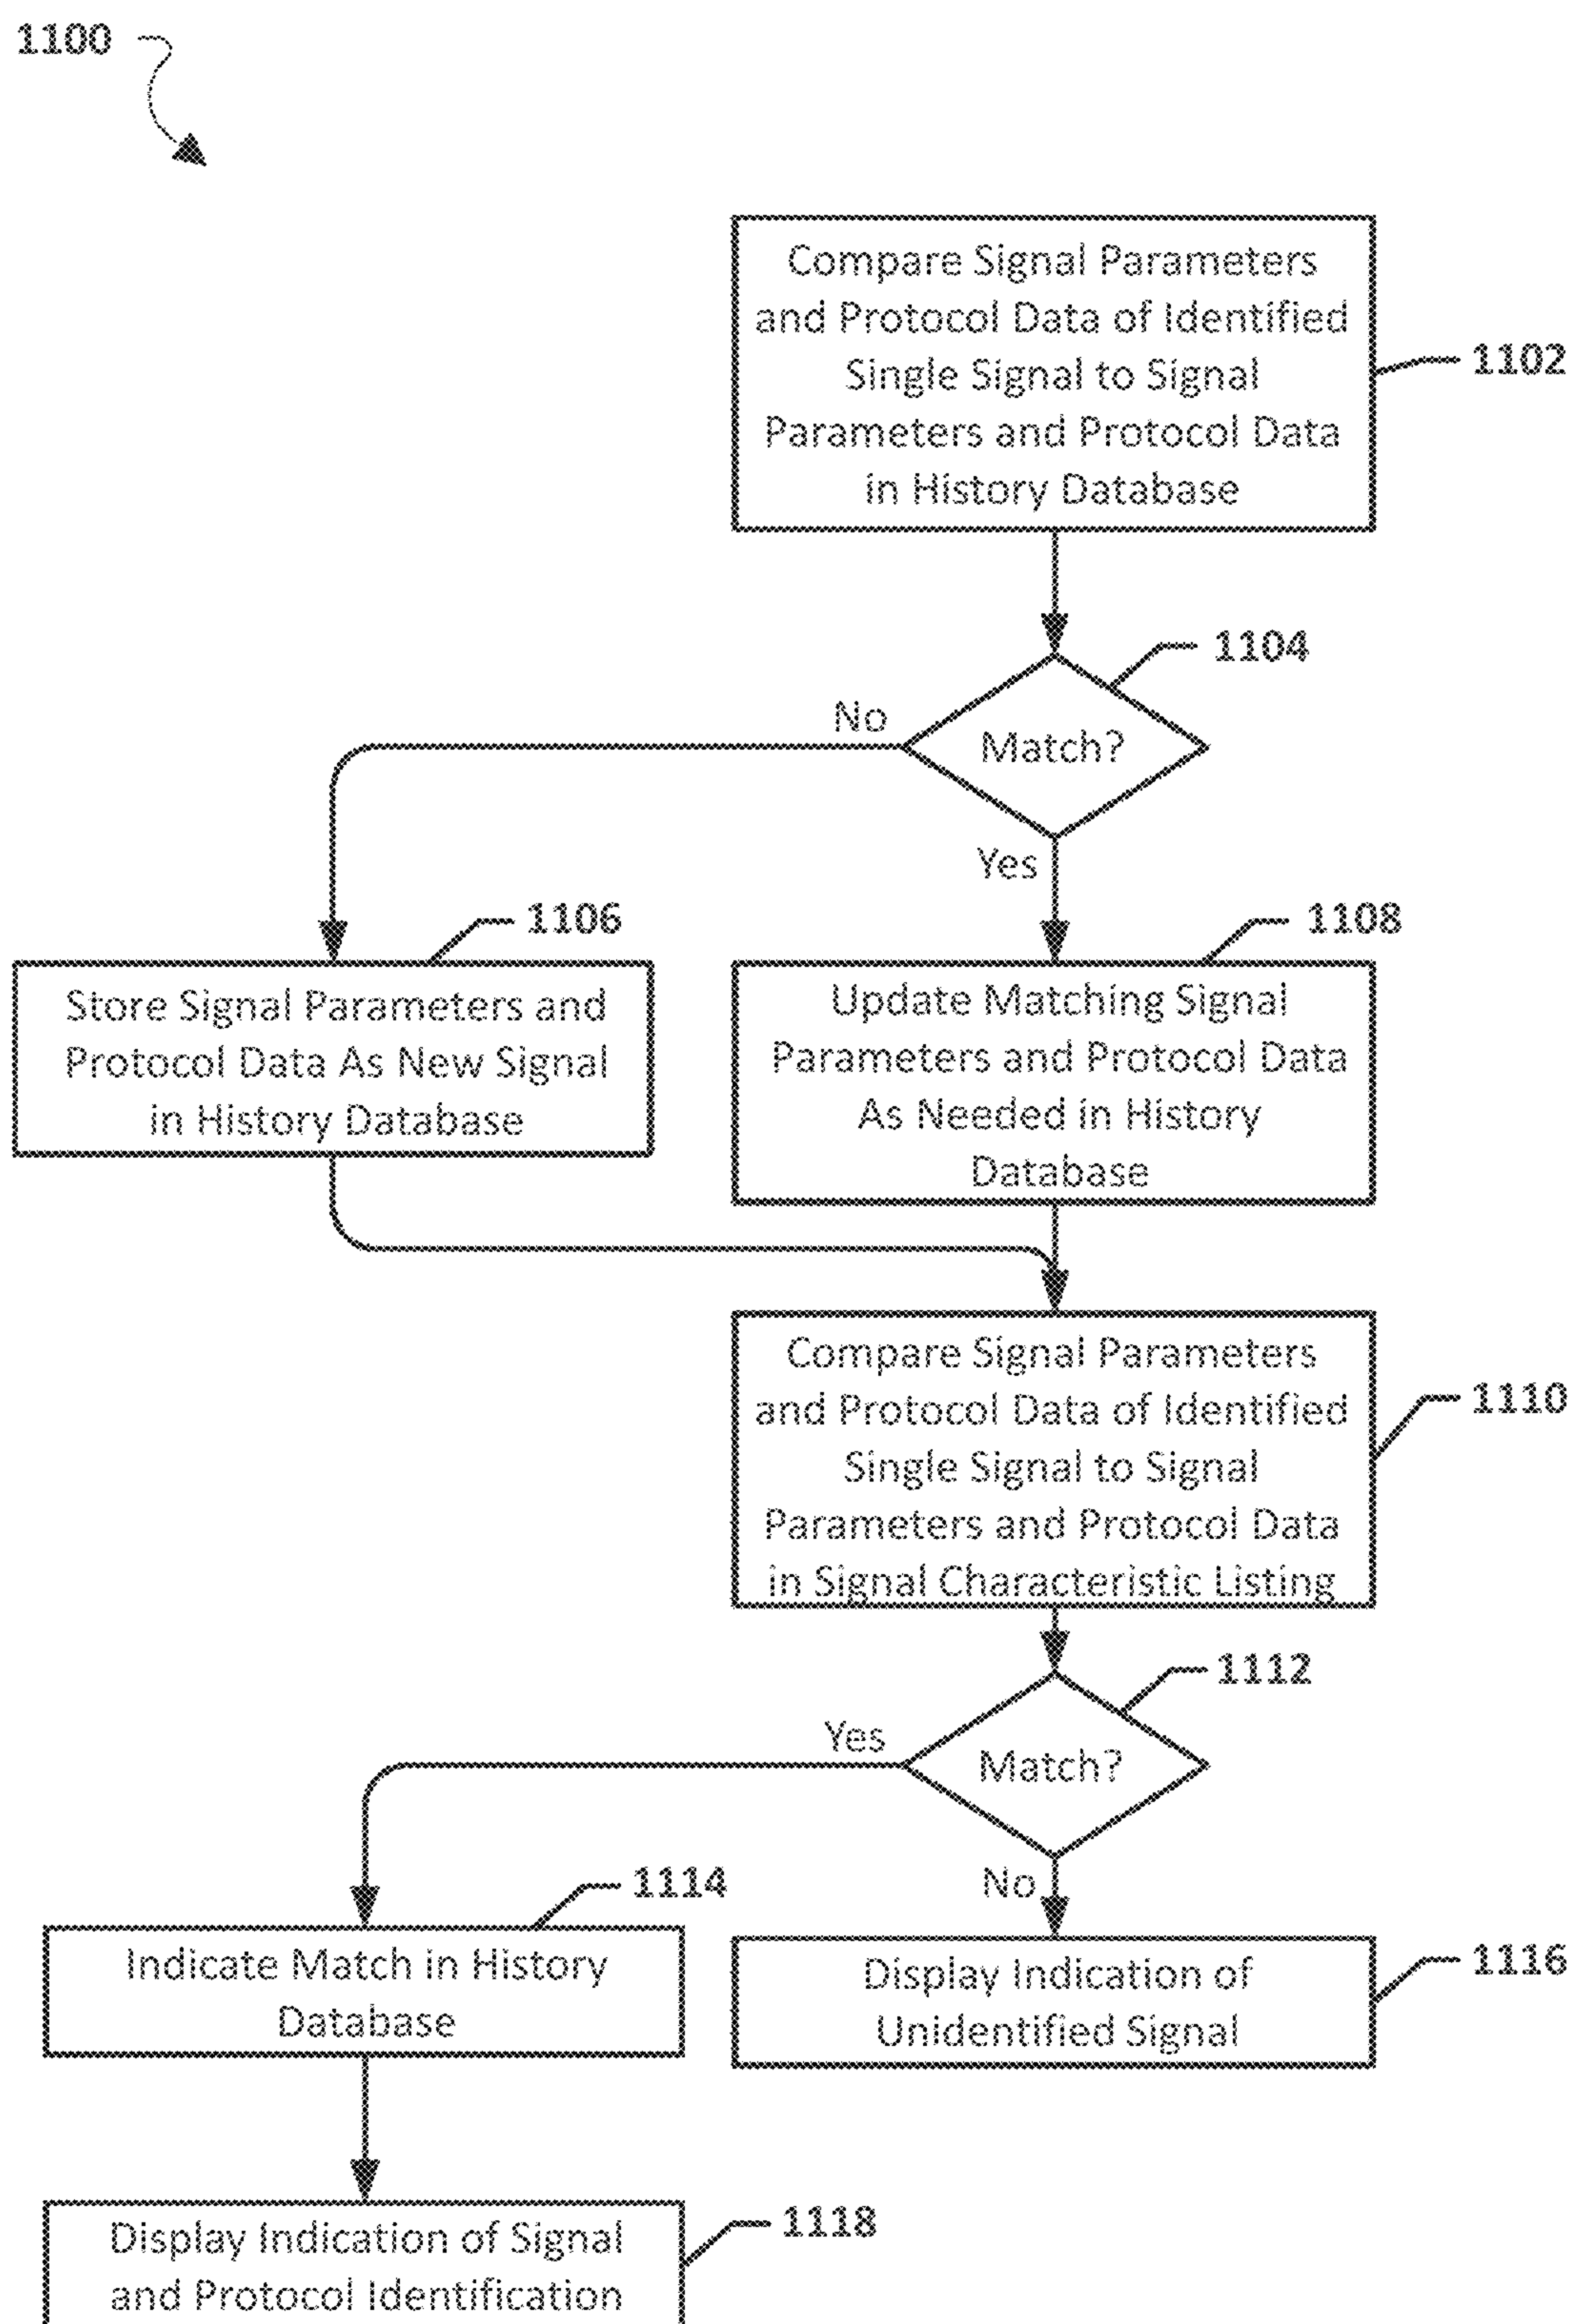 1100
Compare Signal Parameters
and Protocol Data of Identified
Single Signal to Signal
Parameters and Protocol Data
in History Database
1102
1104
Match?
No
Yes
1106
Store Signal Parameters and
Protocol Data As New Signal
in History Database
1108
Update Matching Signal
Parameters and Protocol Data
As Needed in History
Database
Compare Signal Parameters
and Protocol Data of Identified
Single Signal to Signal
Parameters and Protocol Data
in Signal Characteristic Listing
1110
1112
Match?
Yes
No
1114
Indicate Match in History
Database
Display Indication of
Unidentified Signal
1116
Display Indication of Signal
and Protocol Identification
1118